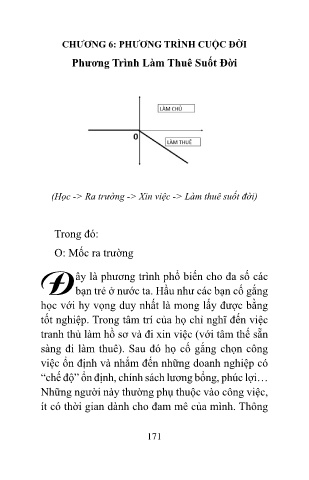 CHƯƠNG 6: PHƯƠNG TRÌNH CUỘC ĐỜI
Phương Trình Làm Thuê Suốt Đời
LÀM CHỦ
0
LÀM THUÊ
(Học -> Ra trường -> Xin việc -> Làm thuê suốt đời)
Trong đó:
O: Mốc ra trường
Đây là phương trình phổ biến cho đa số các
bạn trẻ ở nước ta. Hầu như các bạn cố gắng
học với hy vọng duy nhất là mong lấy được bằng
tốt nghiệp. Trong tâm trí của họ chỉ nghĩ đến việc
tranh thủ làm hồ sơ và đi xin việc (với tâm thế sẵn
sàng đi làm thuê). Sau đó họ cố gắng chọn công
việc ổn định và nhắm đến những doanh nghiệp có
“chế độ” ổn định, chính sách lương bổng, phúc lợi…
Những người này thường phụ thuộc vào công việc,
ít có thời gian dành cho đam mê của mình. Thông
171